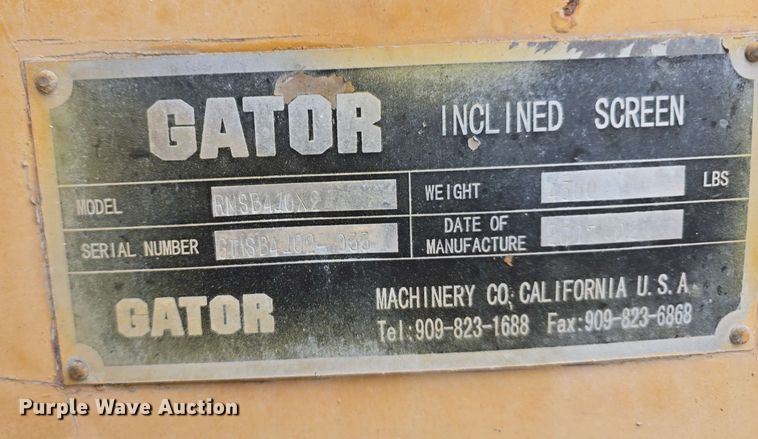 GATOR INCLINED SCREEN
MODEL WEIGHT LBS
SERIAL NUMBER DATE OF MANUFACTURE
GATOR MACHINERY CO, CALIFORNIA U.S.A
Tel:909-823-1688 Fax:909-823-6868
Purple Wave Auction